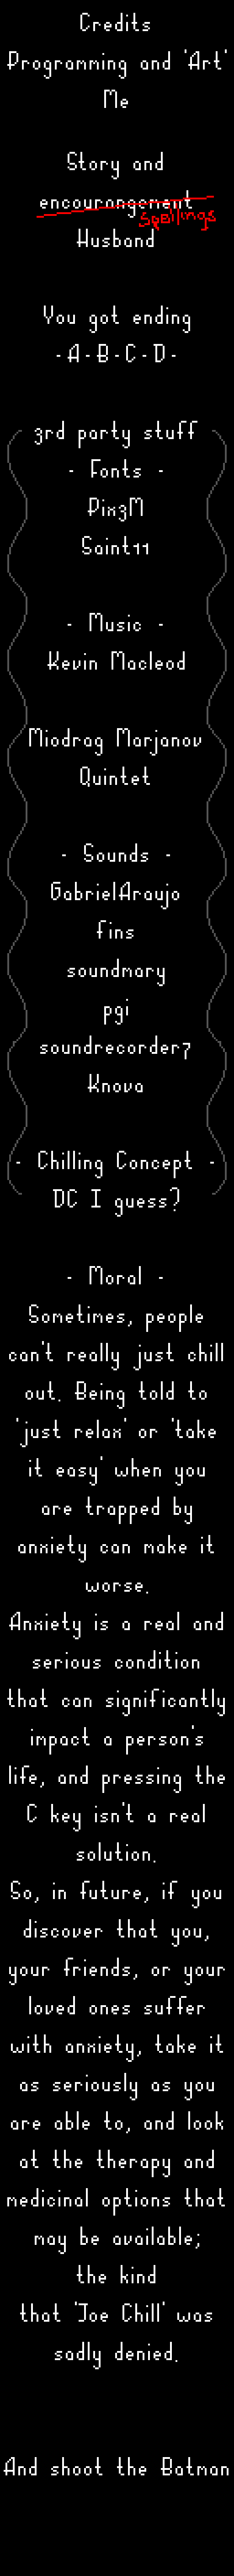 Credits
Programming and 'Art'
Me
Story and
encourangement
spellings
Husband
You got ending
-A-B-C-D-
3rd party stuff
- Fonts -
Pix3M
Saint11
- Music -
Kevin Macleod
Miodrag Marjanov
Quintet
- Sounds -
GabrielAraujo
fins
soundmary
pgi
soundrecorder7
Knova
- Chilling Concept -
DC I guess?
- Moral -
Sometimes, people
can't really just chill
out. Being told to
'just relax' or 'take
it easy' when you
are trapped by
anxiety can make it
worse.
Anxiety is a real and
serious condition
that can significantly
impact a person's
life, and pressing the
C key isn't a real
solution.
So, in future, if you
discover that you,
your friends, or your
loved ones suffer
with anxiety, take it
as seriously as you
are able to, and look
at the therapy and
medicinal options that
may be available;
the kind
that 'Joe Chill' was
sadly denied.
And shoot the Batman